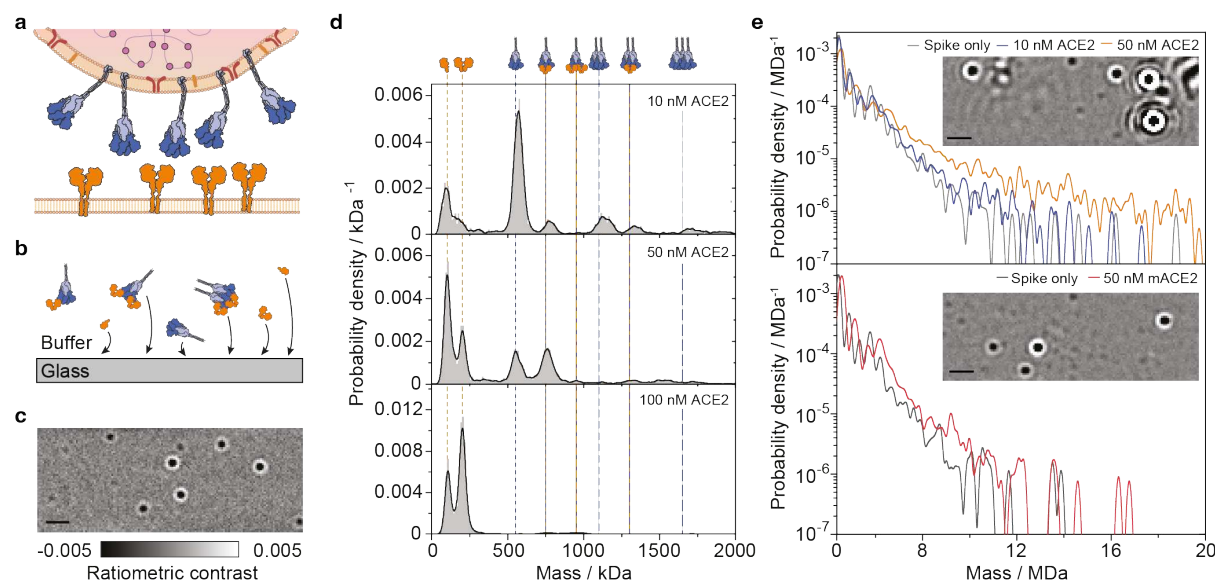 a
b
Buffer
Glass
c
-0.005
0.005
Ratiometric contrast
d
Probability density / kDa -1
0.006
0.004
0.002
0
10 nM ACE2
0.006
0.004
0.002
0
50 nM ACE2
0.012
0.008
0.004
0
100 nM ACE2
0 500 1000 1500 2000
Mass / kDa
e
Probability density / MDa-1
10-3
10-4
10-5
10-6
10-7
Spike only 10 nM ACE2 50 nM ACE2
Probability density / MDa-1
10-3
10-4
10-5
10-6
10-7
Spike only 50 nM mACE2
0 8 12 16 20
Mass / MDa